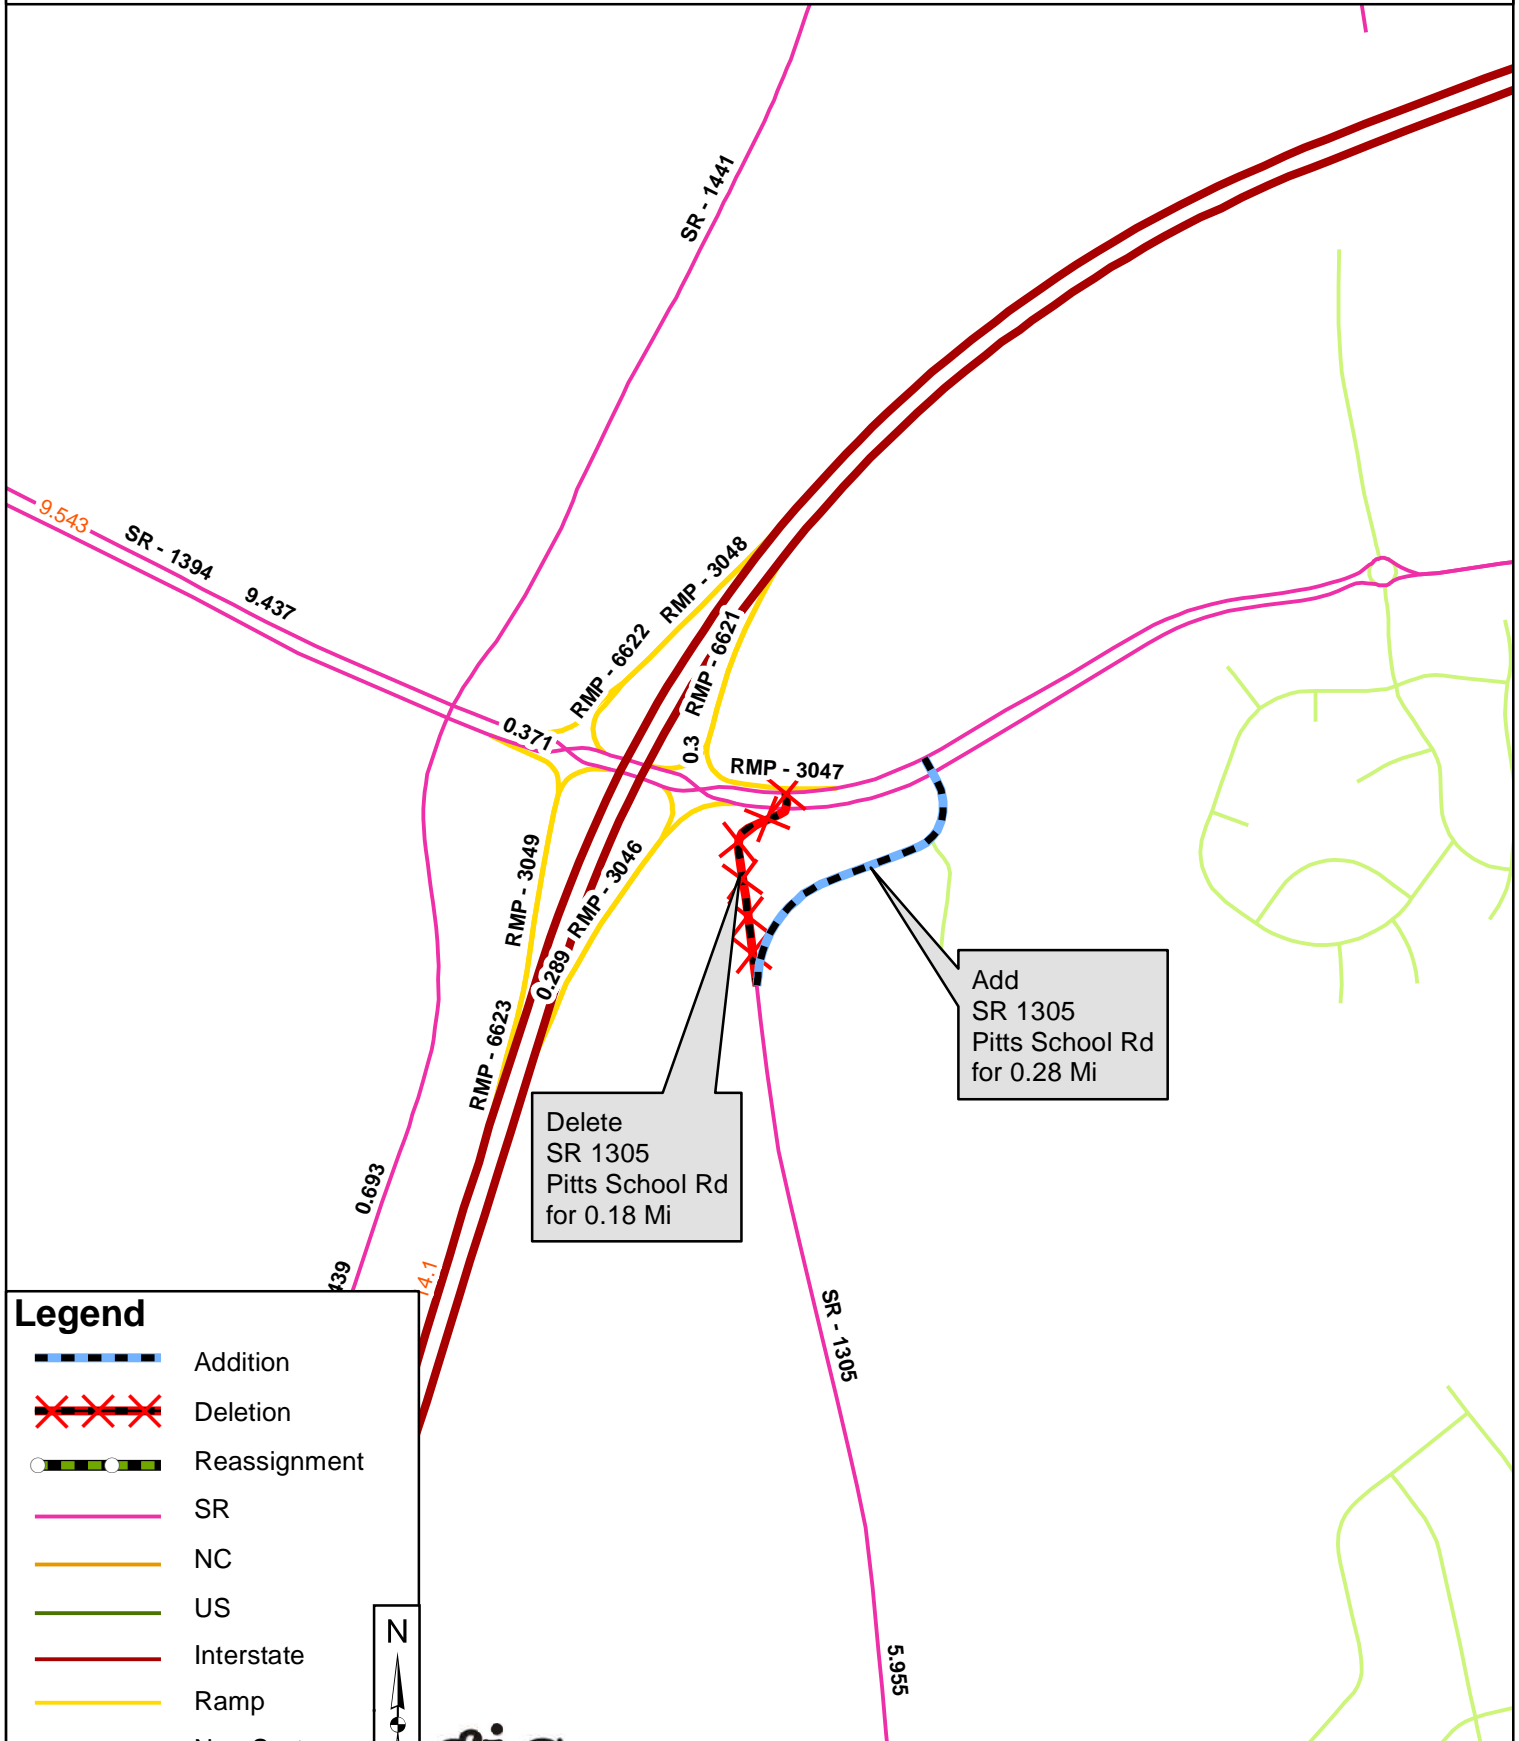 SR - 1441
9.543
SR - 1394
9.437
RMP - 3048
RMP - 6622
RMP - 6621
0.371
0.3
RMP - 3047
RMP - 3049
RMP - 3046
0.289
RMP - 6623
Add
SR 1305
Pitts School Rd
for 0.28 Mi
Delete
SR 1305
Pitts School Rd
for 0.18 Mi
0.693
439
14.1
SR - 1305
5.955
Legend
Addition
Deletion
Reassignment
SR
NC
US
Interstate
Ramp
N